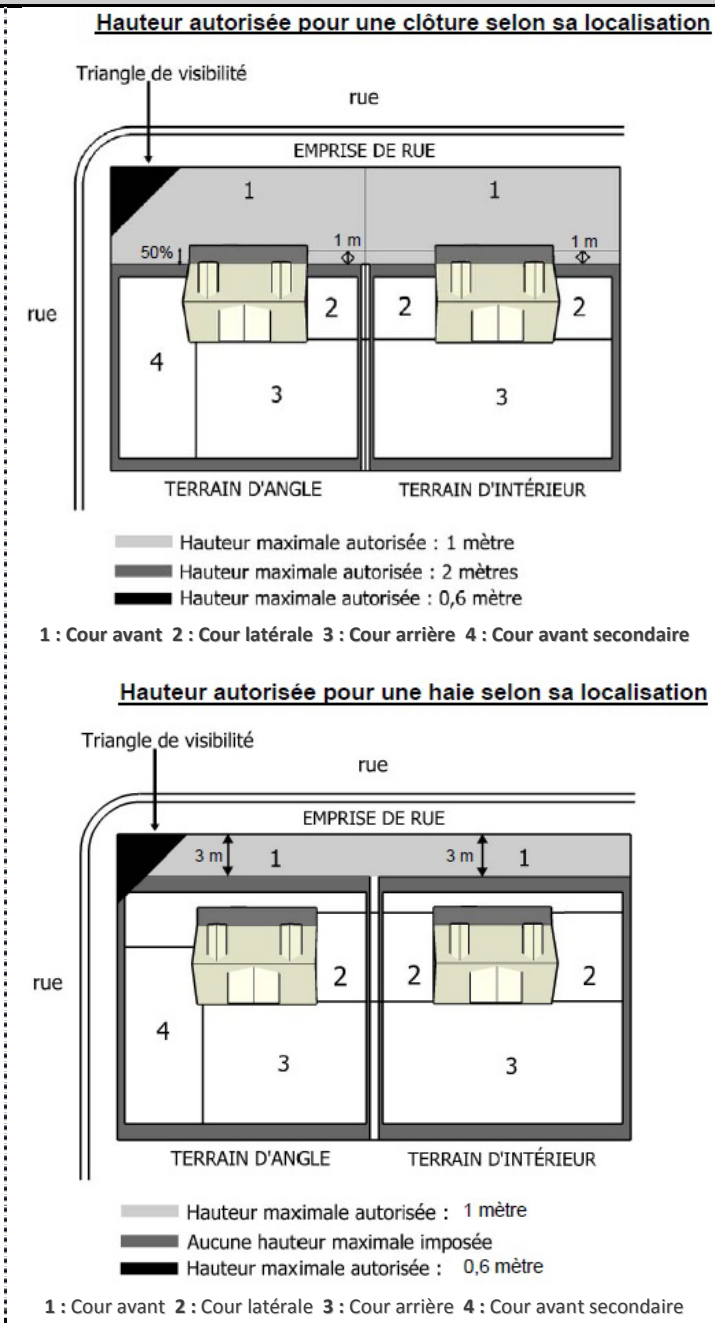 Hauteur autorisée pour une clôture selon sa localisation
Triangle de visibilité
rue
EMPRISE DE RUE
1
1
50%
1 m
1 m
rue
2
2
2
4
3
3
TERRAIN D'ANGLE
TERRAIN D'INTÉRIEUR
Hauteur maximale autorisée : 1 mètre
Hauteur maximale autorisée : 2 mètres
Hauteur maximale autorisée : 0,6 mètre
1 : Cour avant 2 : Cour latérale 3 : Cour arrière 4 : Cour avant secondaire
Hauteur autorisée pour une haie selon sa localisation
Triangle de visibilité
rue
EMPRISE DE RUE
3 m
1
3 m
1
rue
2
2
2
4
3
3
TERRAIN D'ANGLE
TERRAIN D'INTÉRIEUR
Hauteur maximale autorisée : 1 mètre
Aucune hauteur maximale imposée
Hauteur maximale autorisée : 0,6 mètre
1 : Cour avant 2 : Cour latérale 3 : Cour arrière 4 : Cour avant secondaire